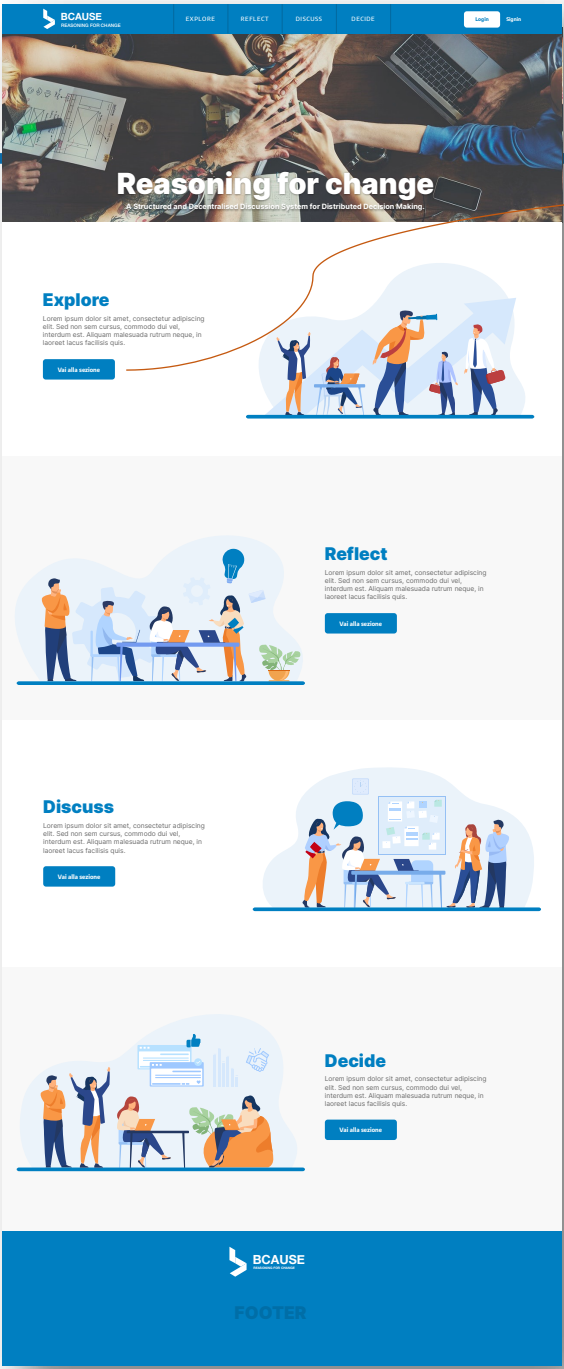 BCAUSE
REASONING FOR CHANGE
EXPLORE
REFLECT
DISCUSS
DECIDE
Login
Signin
Reasoning for change
A Structured and Decentralised Discussion System for Distributed Decision Making.
Explore
Lorem ipsum dolor sit amet, consectetur adipiscing
elit. Sed non sem cursus, commodo dui vel,
interdum est. Aliquam malesuada rutrum metus, in
laoreet lacus facilisis quis.
Vai alla sezione
Reflect
Lorem ipsum dolor sit amet, consectetur adipiscing
elit. Sed non sem cursus, commodo dui vel,
interdum est. Aliquam malesuada rutrum metus, in
laoreet lacus facilisis quis.
Vai alla sezione
Discuss
Lorem ipsum dolor sit amet, consectetur adipiscing
elit. Sed non sem cursus, commodo dui vel,
interdum est. Aliquam malesuada rutrum metus, in
laoreet lacus facilisis quis.
Vai alla sezione
Decide
Lorem ipsum dolor sit amet, consectetur adipiscing
elit. Sed non sem cursus, commodo dui vel,
interdum est. Aliquam malesuada rutrum metus, in
laoreet lacus facilisis quis.
Vai alla sezione
BCAUSE
REASONING FOR CHANGE
FOOTER